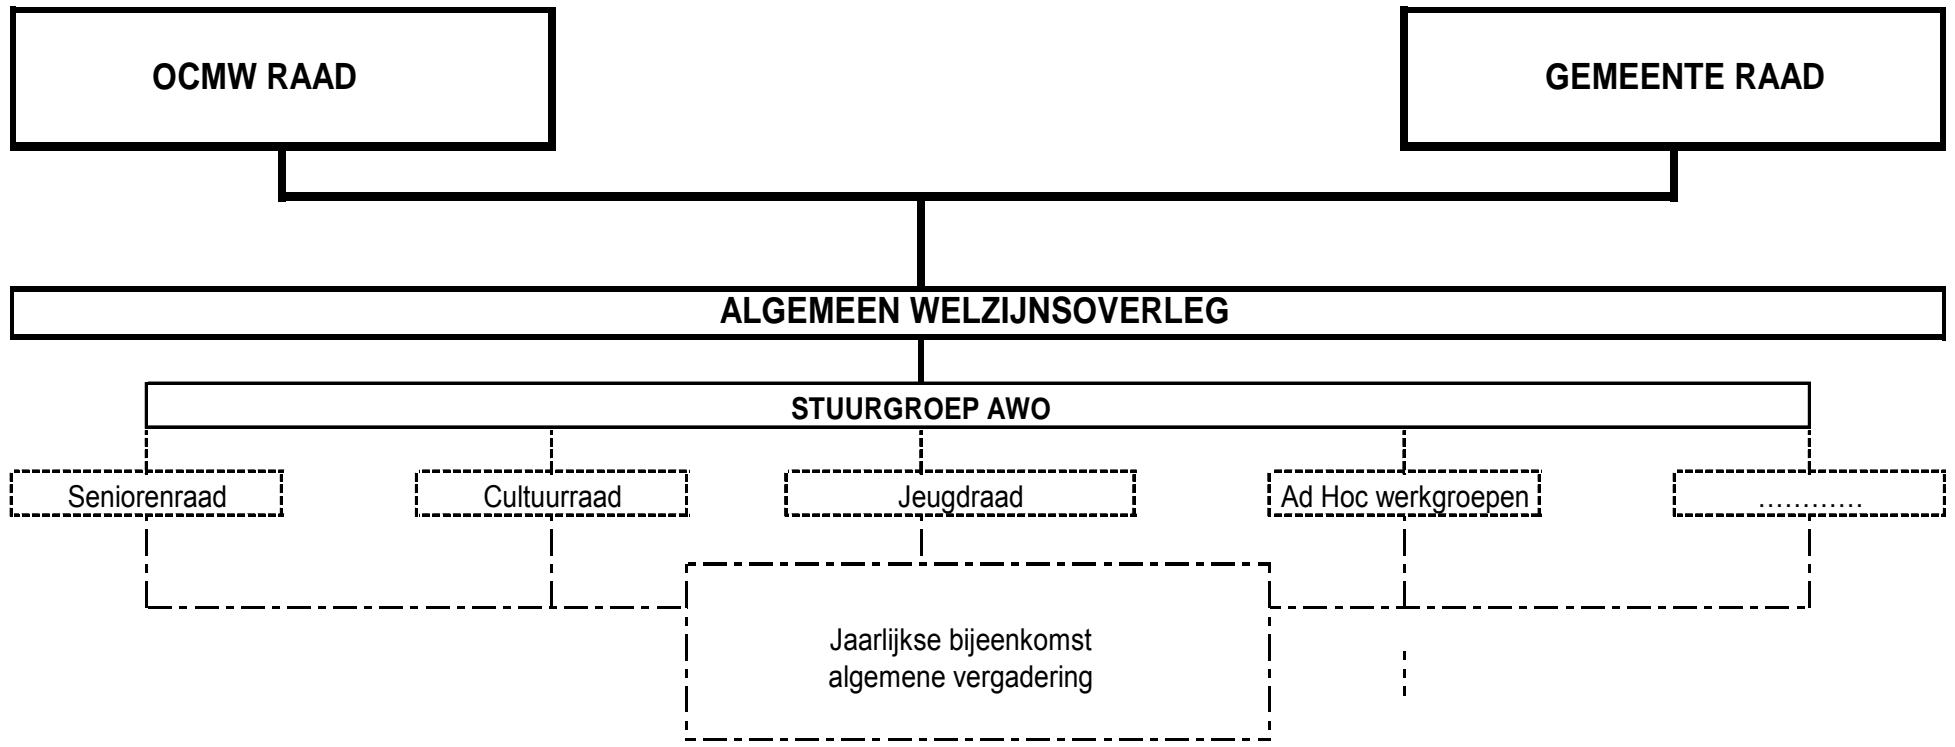 OCMW RAAD
GEMEENTE RAAD
ALGEMEEN WELZIJNSOVERLEG
STUURGROEP AWO
Seniorenraad
Cultuurraad
Jeugdraad
Ad Hoc werkgroepen
…………
Jaarlijkse bijeenkomst
algemene vergadering